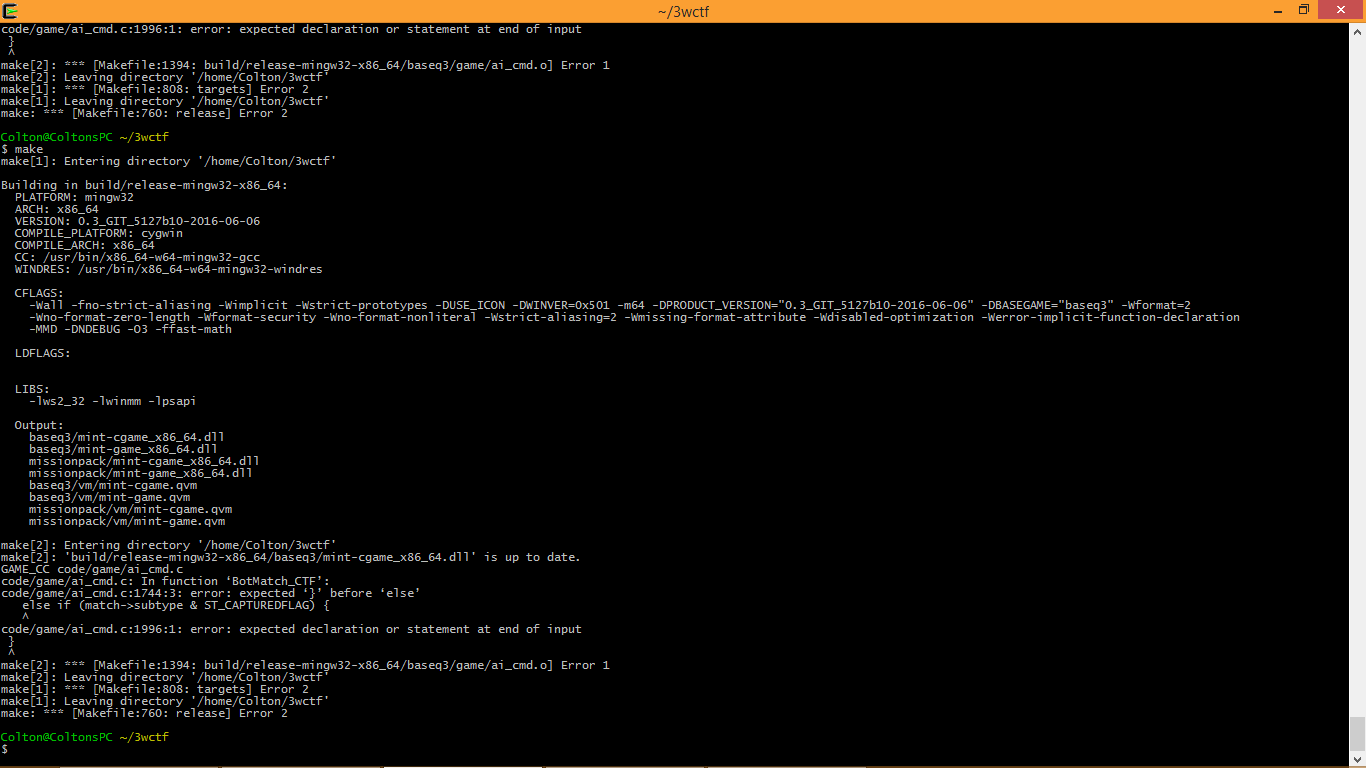 ~/3wctf
code/game/ai_cmd.c:1996:1: error: expected declaration or statement at end of input
 }
 ^
make[2]: *** [Makefile:1394: build/release-mingw32-x86_64/baseq3/game/ai_cmd.o] Error 1
make[2]: Leaving directory '/home/Colton/3wctf'
make[1]: *** [Makefile:808: targets] Error 2
make[1]: Leaving directory '/home/Colton/3wctf'
make: *** [Makefile:760: release] Error 2
Colton@ColtonsPC ~/3wctf
$ make
make[1]: Entering directory '/home/Colton/3wctf'
Building in build/release-mingw32-x86_64:
  PLATFORM: mingw32
  ARCH: x86_64
  VERSION: 0.3_GIT_5127b10-2016-06-06
  COMPILE_PLATFORM: cygwin
  COMPILE_ARCH: x86_64
  CC: /usr/bin/x86_64-w64-mingw32-gcc
  WINDRES: /usr/bin/x86_64-w64-mingw32-windres
  CFLAGS:
    -Wall -fno-strict-aliasing -Wimplicit -Wstrict-prototypes -DUSE_ICON -DWINVER=0x501 -m64 -DPRODUCT_VERSION="0.3_GIT_5127b10-2016-06-06" -DBASEGAME="baseq3" -Wformat=2
    -Wno-format-zero-length -Wformat-security -Wno-format-nonliteral -Wstrict-aliasing=2 -Wmissing-format-attribute -Wdisabled-optimization -Werror-implicit-function-declaration
    -MMD -DNDEBUG -O3 -ffast-math
  LDFLAGS:
  LIBS:
    -lws2_32 -lwinmm -lpsapi
  Output:
    baseq3/mint-cgame_x86_64.dll
    baseq3/mint-game_x86_64.dll
    missionpack/mint-cgame_x86_64.dll
    missionpack/mint-game_x86_64.dll
    baseq3/vm/mint-cgame.qvm
    baseq3/vm/mint-game.qvm
    missionpack/vm/mint-cgame.qvm
    missionpack/vm/mint-game.qvm
make[2]: Entering directory '/home/Colton/3wctf'
make[2]: 'build/release-mingw32-x86_64/baseq3/mint-cgame_x86_64.dll' is up to date.
GAME_CC code/game/ai_cmd.c
code/game/ai_cmd.c: In function ‘BotMatch_CTF’:
code/game/ai_cmd.c:1744:3: error: expected ‘}’ before ‘else’
   else if (match->subtype & ST_CAPTUREDFLAG) {
   ^
code/game/ai_cmd.c:1996:1: error: expected declaration or statement at end of input
 }
 ^
make[2]: *** [Makefile:1394: build/release-mingw32-x86_64/baseq3/game/ai_cmd.o] Error 1
make[2]: Leaving directory '/home/Colton/3wctf'
make[1]: *** [Makefile:808: targets] Error 2
make[1]: Leaving directory '/home/Colton/3wctf'
make: *** [Makefile:760: release] Error 2
Colton@ColtonsPC ~/3wctf
$